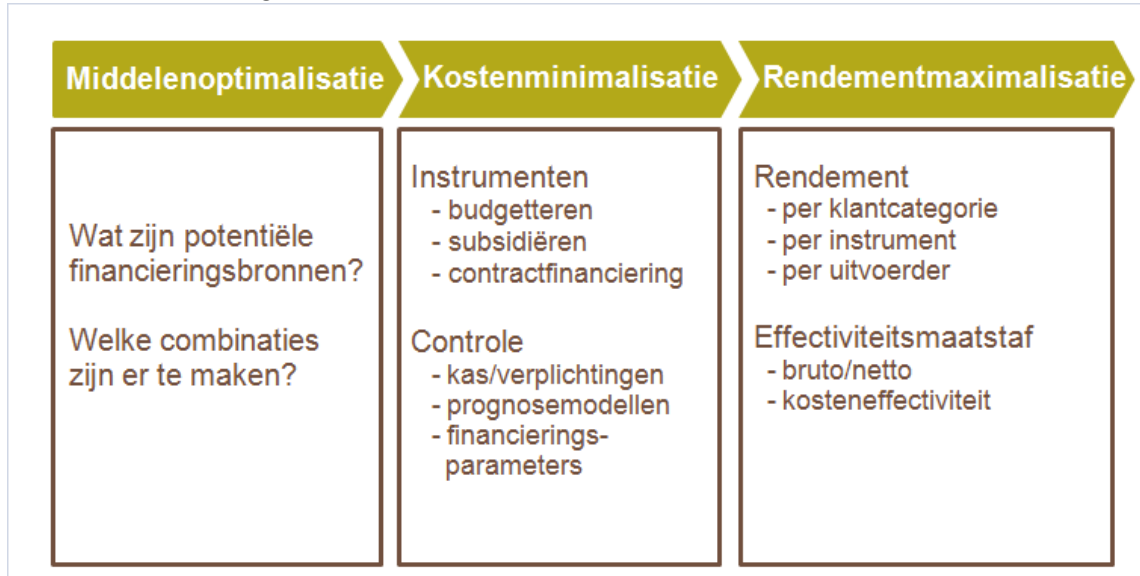 Middelenoptimalisatie
Kostenminimalisatie
Rendementmaximalisatie
Wat zijn potentiële
financieringsbronnen?
Welke combinaties
zijn er te maken?
Instrumenten
- budgetteren
- subsidiëren
- contractfinanciering
Controle
- kas/verplichtingen
- prognosemodellen
- financierings-
parameters
Rendement
- per klantcategorie
- per instrument
- per uitvoerder
Effectiviteitsmaatstaf
- bruto/netto
- kosteneffectiviteit